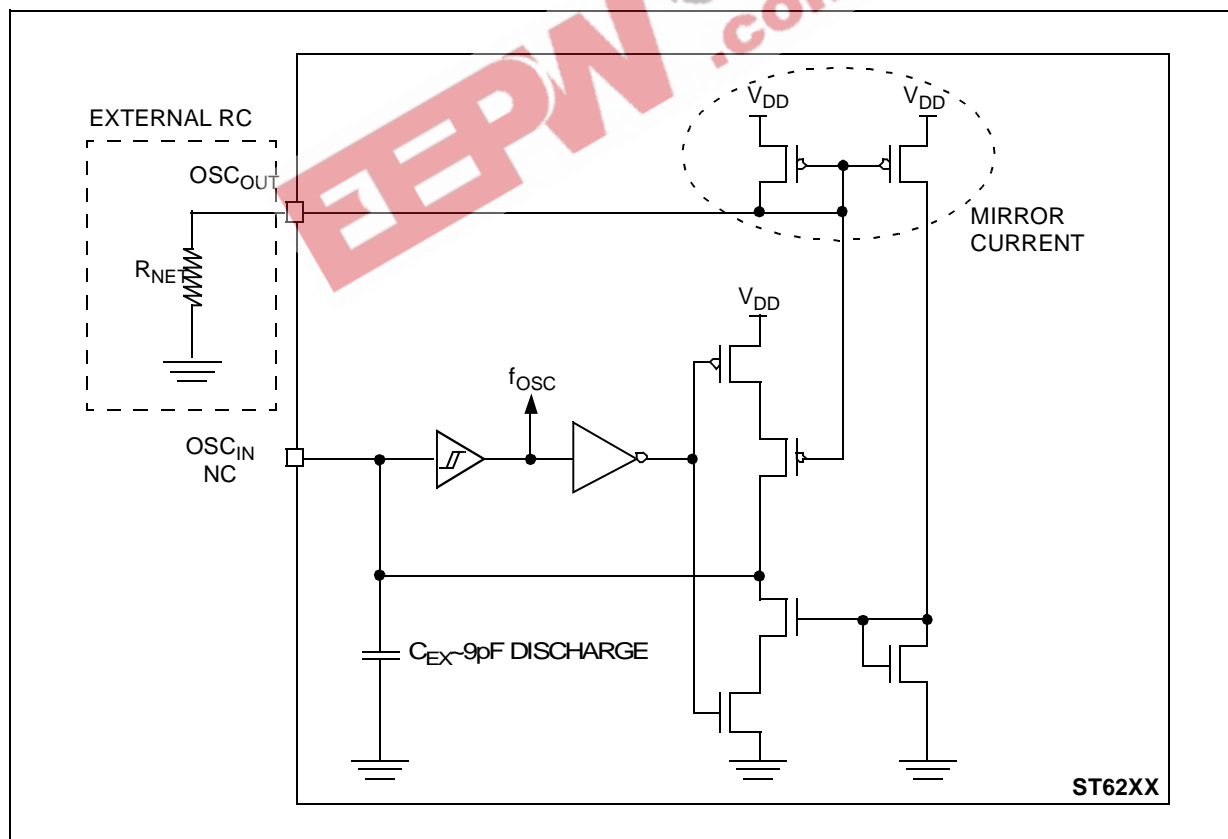 EEPW
.com
V_DD
V_DD
EXTERNAL RC
OSC_OUT
MIRROR
CURRENT
R_NET
V_DD
f_OSC
OSC_IN
NC
C_EX~9pF DISCHARGE
ST62XX